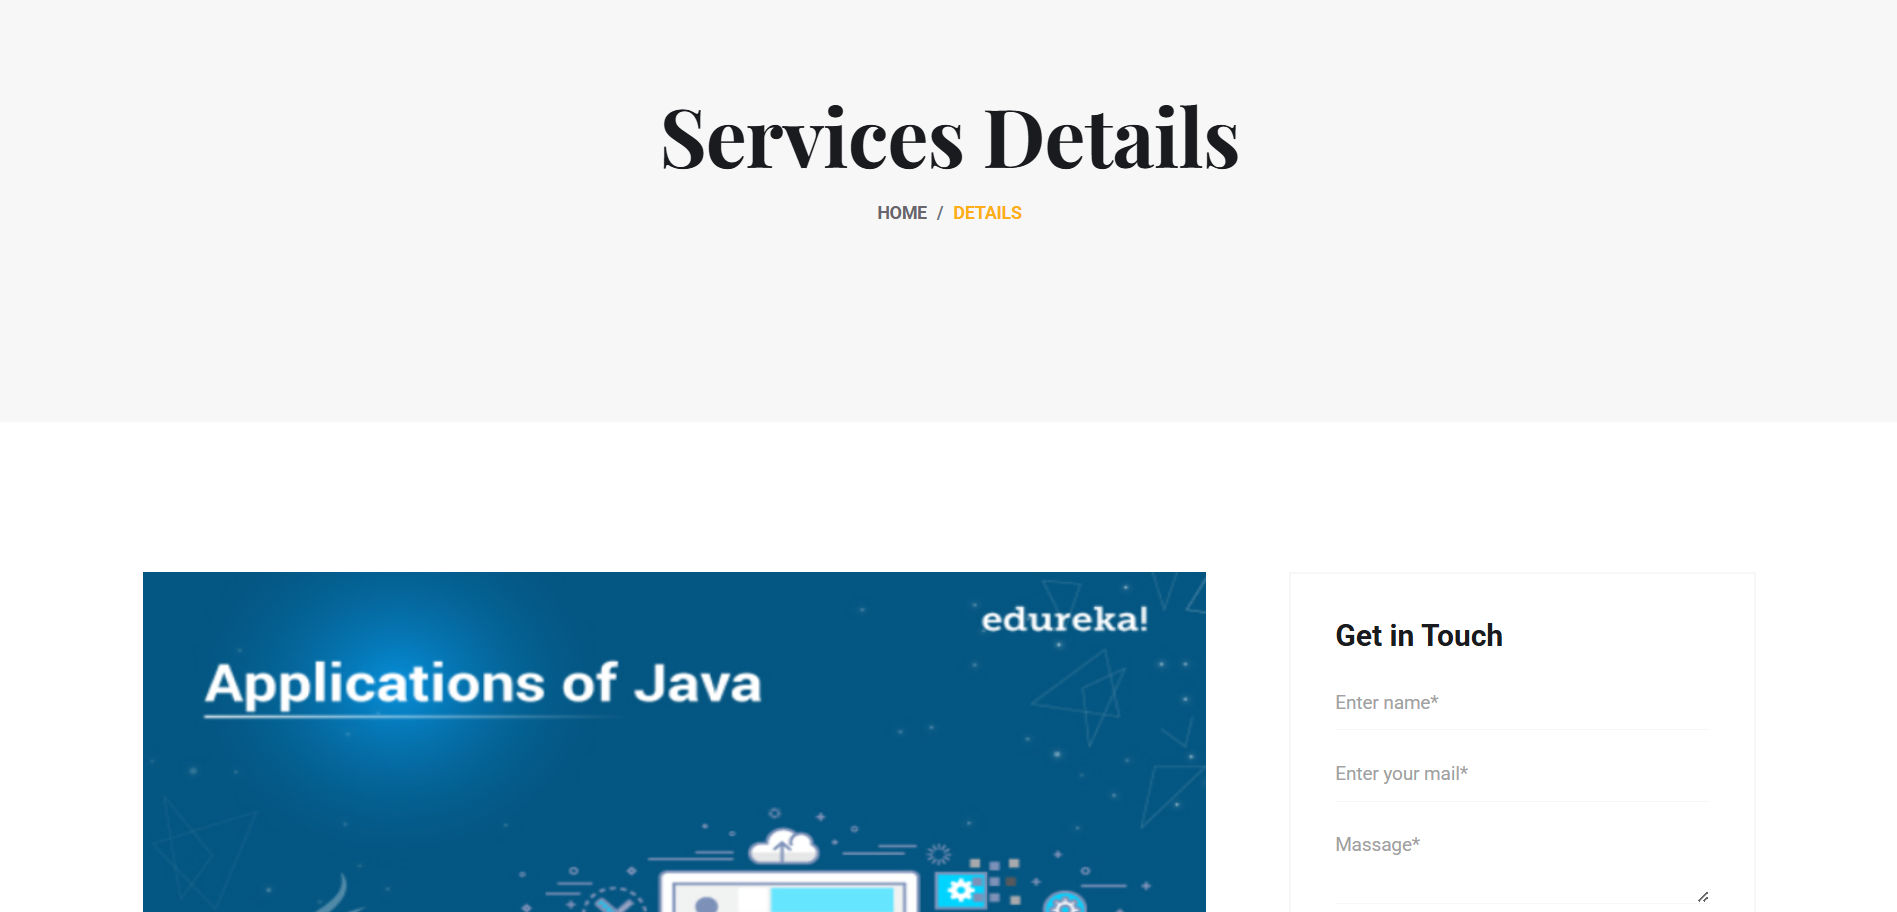 Services Details
HOME / DETAILS
edureka!
Applications of Java
Get in Touch
Enter name*
Enter your mail*
Massage*